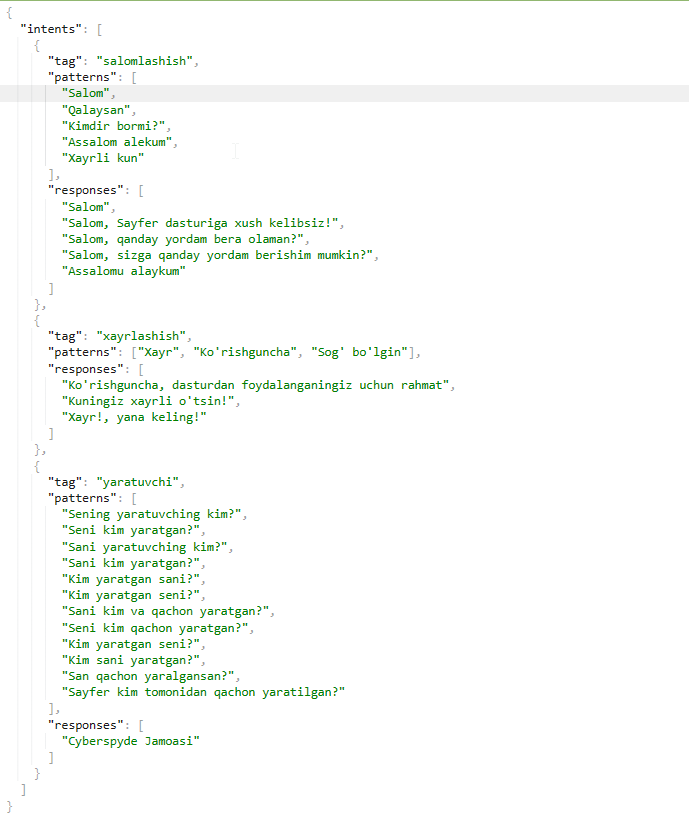 {
  "intents": [
    {
      "tag": "salomlashish",
      "patterns": [
        "Salom",
        "Qalaysan",
        "Kimdir bormi?",
        "Assalom alekum",
        "Xayrli kun"
      ],
      "responses": [
        "Salom",
        "Salom, Sayfer dasturiga xush kelibsiz!",
        "Salom, qanday yordam bera olaman?",
        "Salom, sizga qanday yordam berishim mumkin?",
        "Assalomu alaykum"
      ]
    },
    {
      "tag": "xayrlashish",
      "patterns": ["Xayr", "Ko'rishguncha", "Sog' bo'lgin"],
      "responses": [
        "Ko'rishguncha, dasturdan foydalanganingiz uchun rahmat",
        "Kuningiz xayrli o'tsin!",
        "Xayr!, yana keling!"
      ]
    },
    {
      "tag": "yaratuvchi",
      "patterns": [
        "Sening yaratuvching kim?",
        "Seni kim yaratgan?",
        "Sani yaratuvching kim?",
        "Sani kim yaratgan?",
        "Kim yaratgan sani?",
        "Kim yaratgan seni?",
        "Sani kim va qachon yaratgan?",
        "Seni kim qachon yaratgan?",
        "Kim yaratgan seni?",
        "Kim sani yaratgan?",
        "San qachon yaralgansan?",
        "Sayfer kim tomonidan qachon yaratilgan?"
      ],
      "responses": [
        "Cyberspyde Jamoasi"
      ]
    }
  ]
}